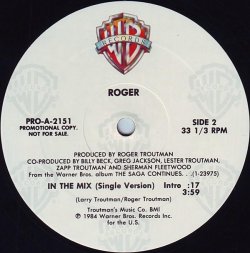 WB
RECORDS
ROGER
PRO-A-2151
PROMOTIONAL COPY.
NOT FOR SALE.
SIDE 2
33 1/3 RPM
PRODUCED BY ROGER TROUTMAN
CO-PRODUCED BY BILLY BECK, GREG JACKSON, LESTER TROUTMAN,
ZAPP TROUTMAN AND SHERMAN FLEETWOOD
From the Warner Bros. album THE SAGA CONTINUES. . .(1-23975)
IN THE MIX (Single Version) Intro :17
3:59
(Larry Troutman/Roger Troutman)
Troutman's Music Co. BMI
℗ 1984 Warner Bros. Records Inc.
for the U.S.